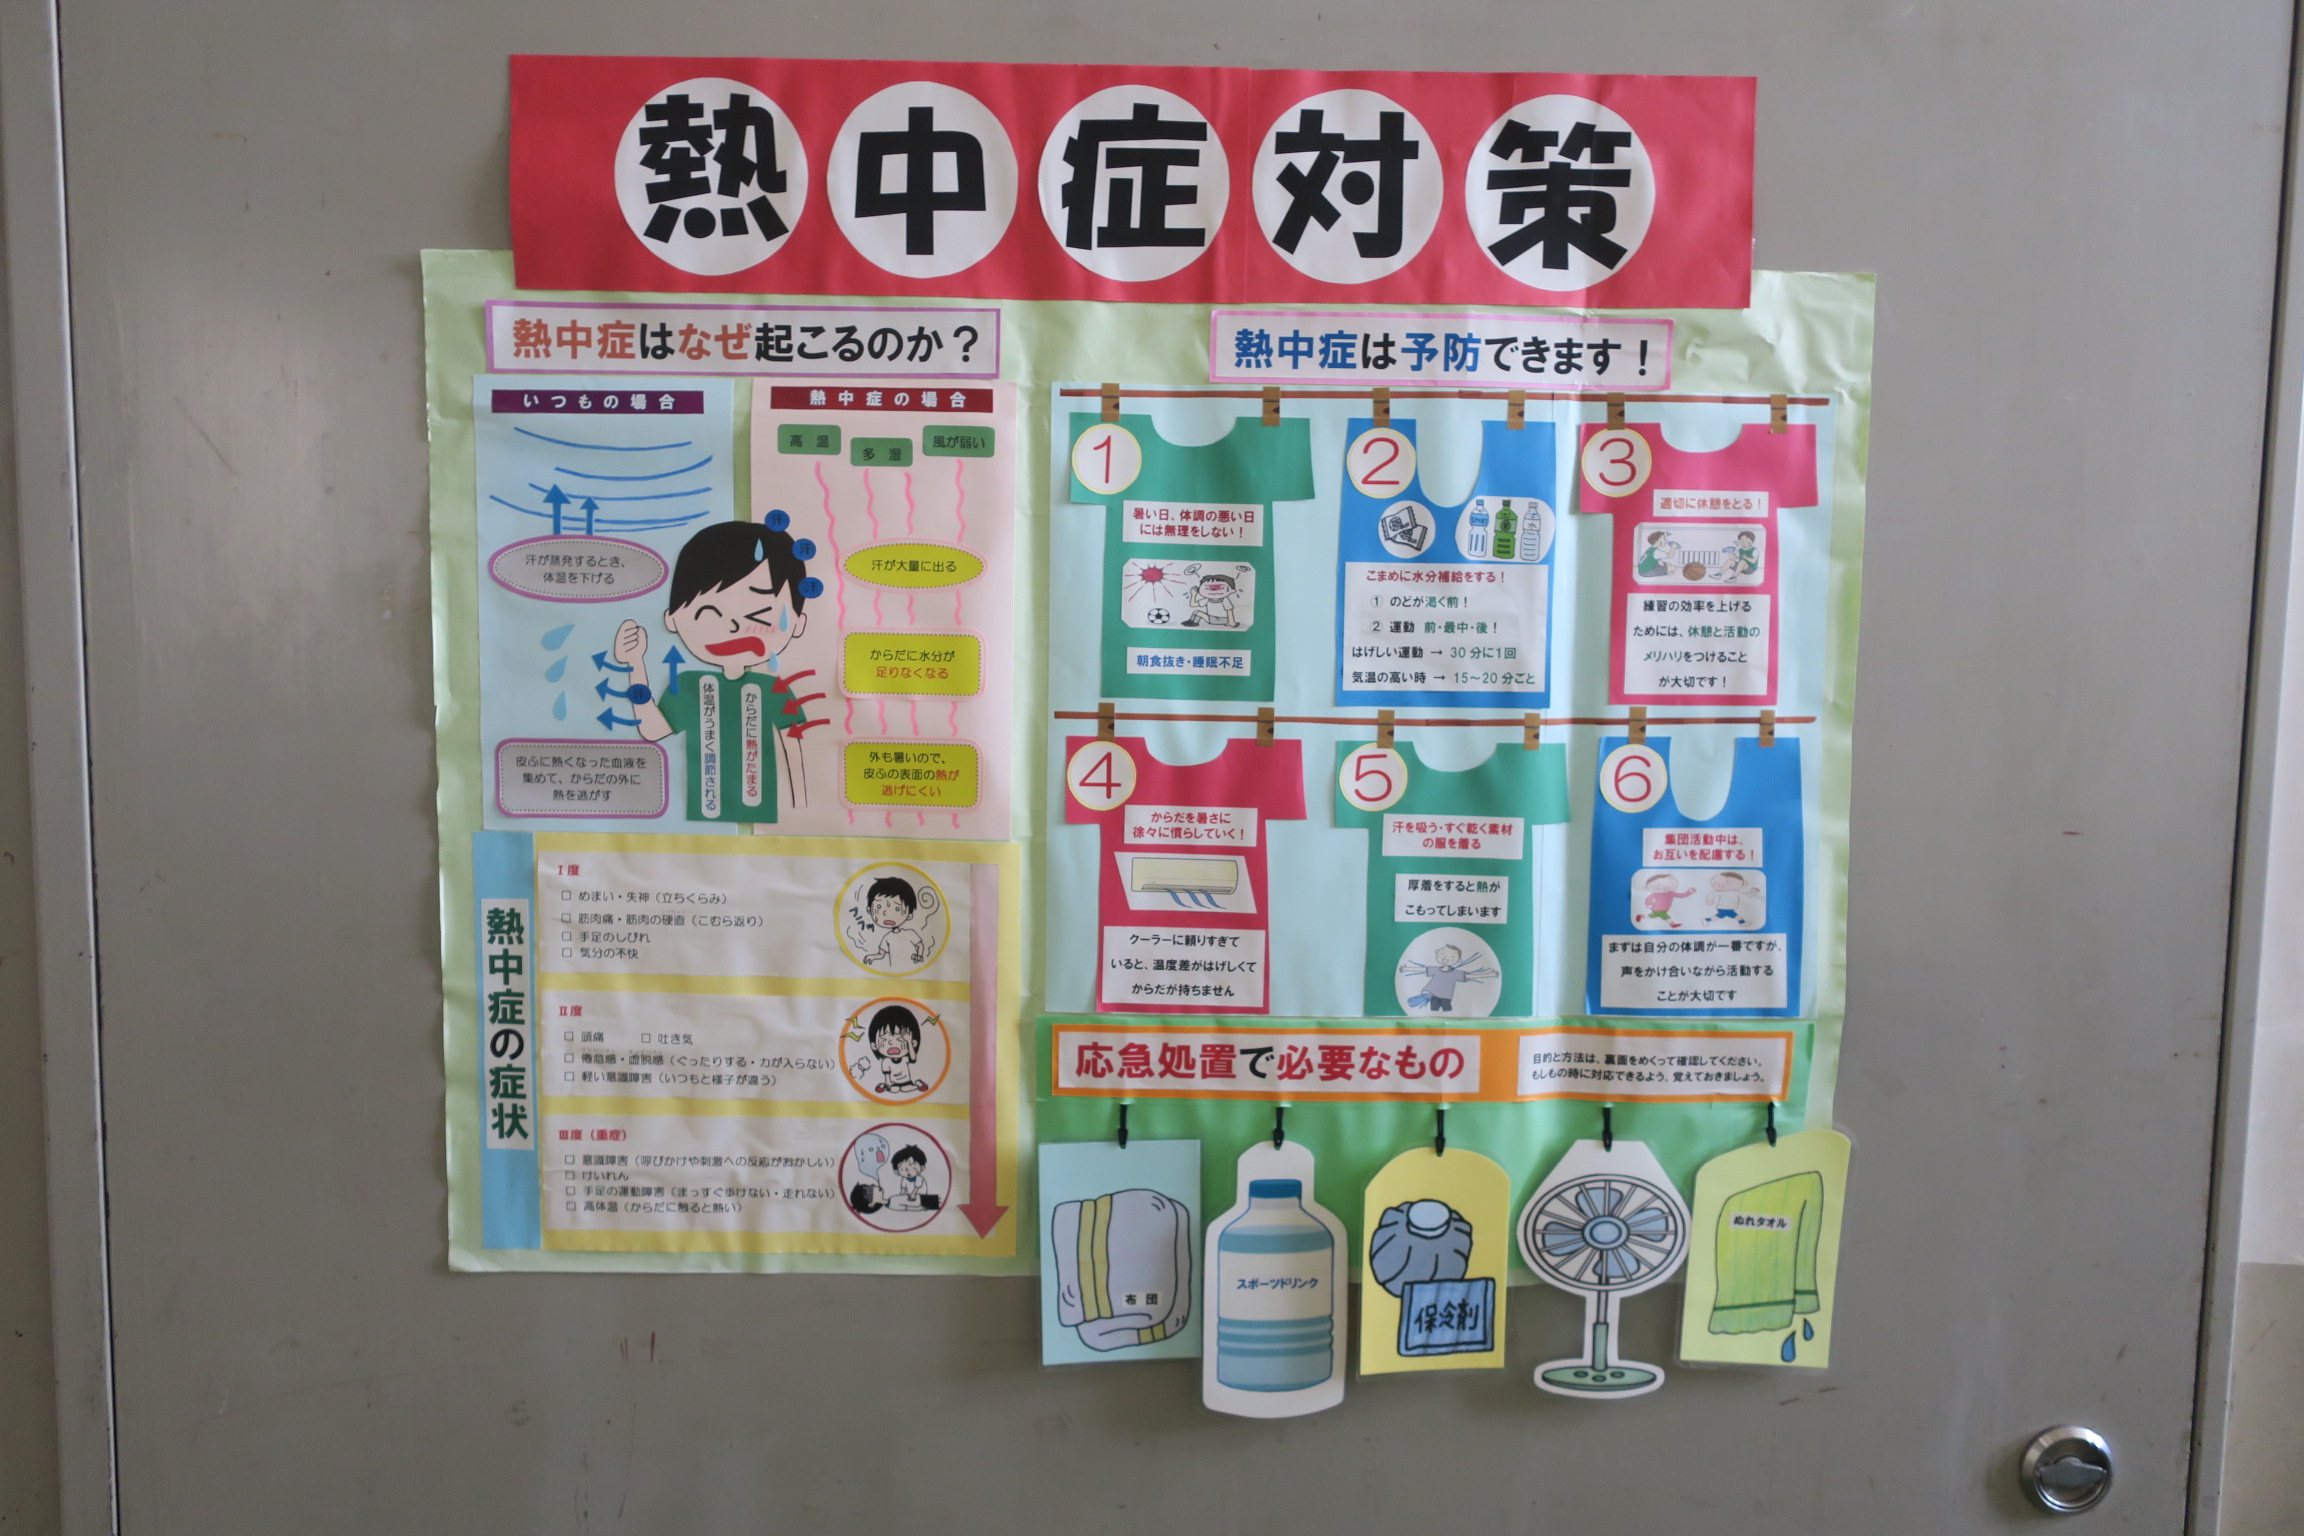 熱中症対策
熱中症はなぜ起こるのか？
いつもの場合
汗が蒸発するとき、
体温を下げる
皮ふに熱くなった血液を
集めて、からだの外に
熱を逃がす
熱中症の場合
高温
多湿
風が弱い
汗
汗
汗
汗
体温がうまく調節される
からだに熱がたまる
汗が大量に出る
からだに水分が
足りなくなる
外も暑いので、
皮ふの表面の熱が
逃げにくい
熱中症の症状
Ⅰ度
□ めまい・失神（立ちくらみ）
□ 筋肉痛・筋肉の硬直（こむら返り）
□ 手足のしびれ
□ 気分の不快
フラフラ
Ⅱ度
□ 頭痛 □ 吐き気
□ 倦怠感・虚脱感（ぐったりする・力が入らない）
□ 軽い意識障害（いつもと様子が違う）
Ⅲ度（重症）
□ 意識障害（呼びかけや刺激への反応がおかしい）
□ けいれん
□ 手足の運動障害（まっすぐ歩けない・走れない）
□ 高体温（からだに触ると熱い）
熱中症は予防できます！
1
暑い日、体調の悪い日
には無理をしない！
朝食抜き・睡眠不足
2
こまめに水分補給をする！
① のどが渇く前！
② 運動 前・最中・後！
はげしい運動 → 30分に1回
気温の高い時 → 15～20分ごと
3
適切に休憩をとる！
練習の効率を上げる
ためには、休憩と活動の
メリハリをつけること
が大切です！
4
からだを暑さに
徐々に慣らしていく！
クーラーに頼りすぎて
いると、温度差がはげしくて
からだが持ちません
5
汗を吸う・すぐ乾く素材
の服を着る
厚着をすると熱が
こもってしまいます
6
集団活動中は、
お互いを配慮する！
まずは自分の体調が一番ですが、
声をかけ合いながら活動する
ことが大切です
応急処置で必要なもの
目的と方法は、裏面をめくって確認してください。
もしもの時に対応できるよう、覚えておきましょう。
布団
スポーツドリンク
保冷剤
ぬれタオル